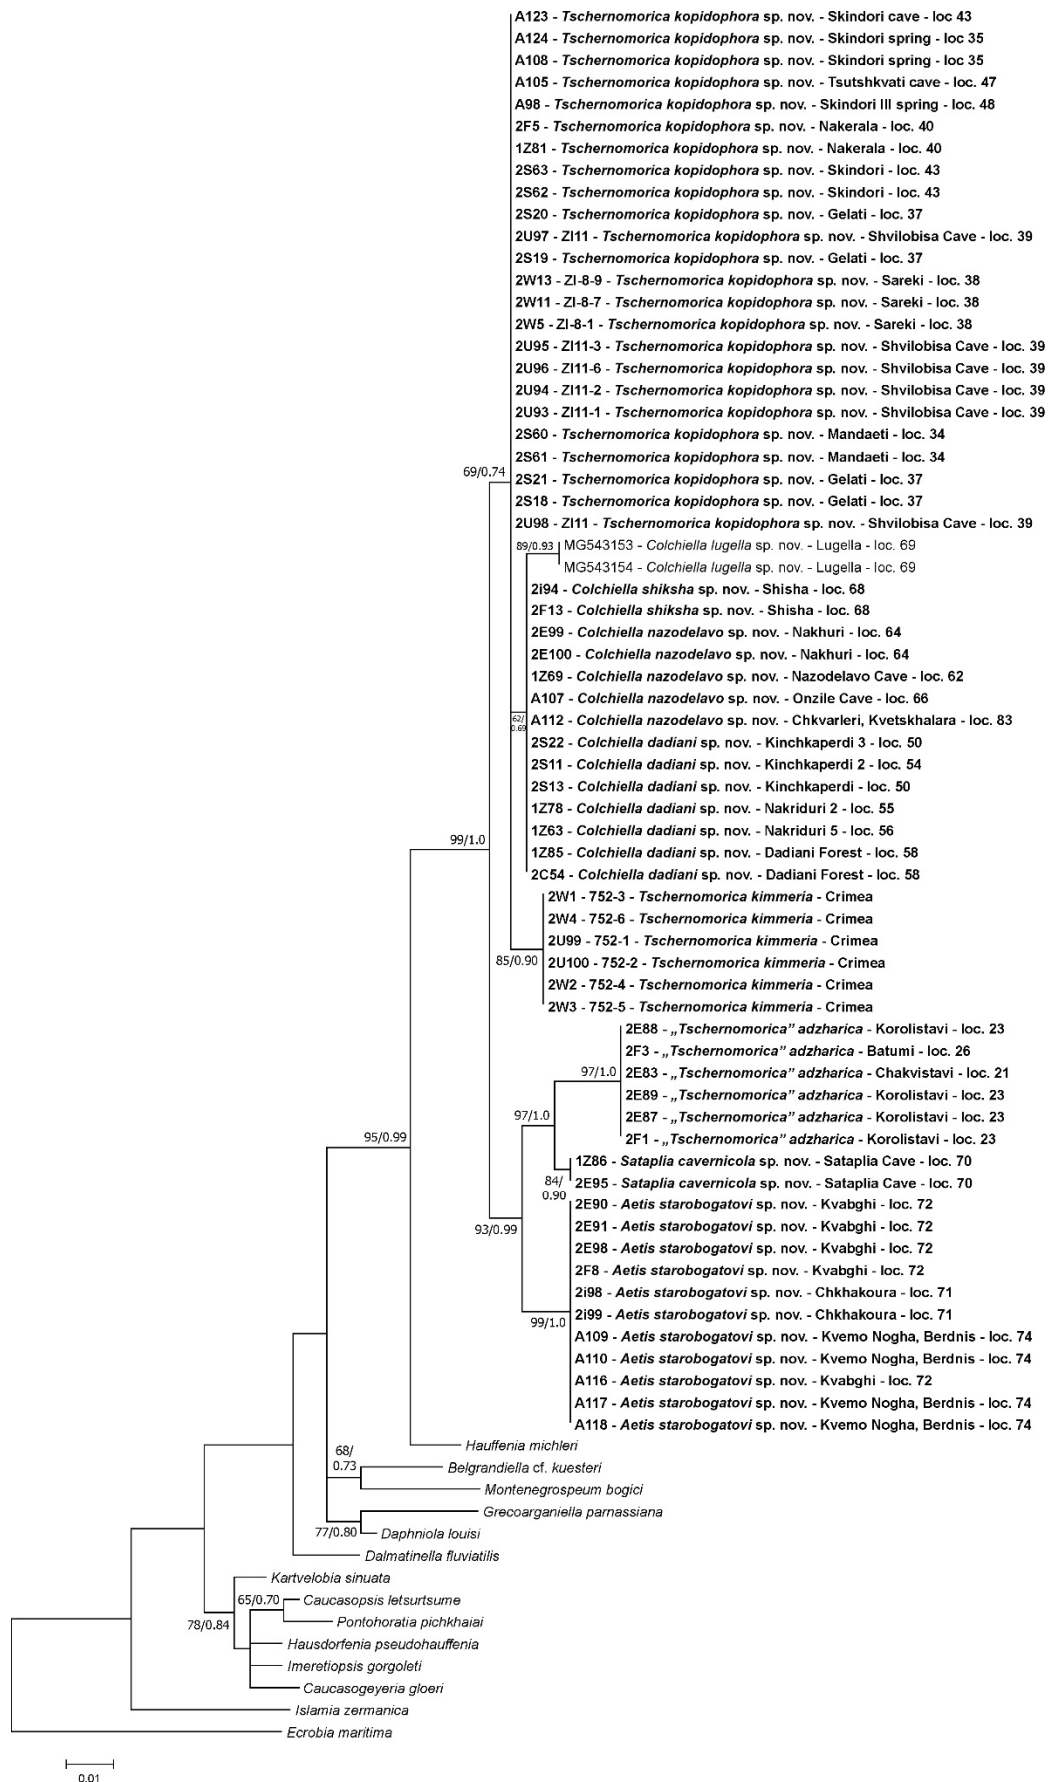 A123 - Tschernomorica kopidophora sp. nov. - Skindori cave - loc 43
A124 - Tschernomorica kopidophora sp. nov. - Skindori spring - loc 35
A108 - Tschernomorica kopidophora sp. nov. - Skindori spring - loc 35
A105 - Tschernomorica kopidophora sp. nov. - Tsutshkvati cave - loc. 47
A98 - Tschernomorica kopidophora sp. nov. - Skindori III spring - loc. 48
2F5 - Tschernomorica kopidophora sp. nov. - Nakerala - loc. 40
1Z81 - Tschernomorica kopidophora sp. nov. - Nakerala - loc. 40
2S63 - Tschernomorica kopidophora sp. nov. - Skindori - loc. 43
2S62 - Tschernomorica kopidophora sp. nov. - Skindori - loc. 43
2S20 - Tschernomorica kopidophora sp. nov. - Gelati - loc. 37
2U97 - ZI11 - Tschernomorica kopidophora sp. nov. - Shvilobisa Cave - loc. 39
2S19 - Tschernomorica kopidophora sp. nov. - Gelati - loc. 37
2W13 - ZI-8-9 - Tschernomorica kopidophora sp. nov. - Sareki - loc. 38
2W11 - ZI-8-7 - Tschernomorica kopidophora sp. nov. - Sareki - loc. 38
2W5 - ZI-8-1 - Tschernomorica kopidophora sp. nov. - Sareki - loc. 38
2U95 - ZI11-3 - Tschernomorica kopidophora sp. nov. - Shvilobisa Cave - loc. 39
2U96 - ZI11-6 - Tschernomorica kopidophora sp. nov. - Shvilobisa Cave - loc. 39
2U94 - ZI11-2 - Tschernomorica kopidophora sp. nov. - Shvilobisa Cave - loc. 39
2U93 - ZI11-1 - Tschernomorica kopidophora sp. nov. - Shvilobisa Cave - loc. 39
2S60 - Tschernomorica kopidophora sp. nov. - Mandaeti - loc. 34
2S61 - Tschernomorica kopidophora sp. nov. - Mandaeti - loc. 34
69/0.74
2S21 - Tschernomorica kopidophora sp. nov. - Gelati - loc. 37
2S18 - Tschernomorica kopidophora sp. nov. - Gelati - loc. 37
2U98 - ZI11 - Tschernomorica kopidophora sp. nov. - Shvilobisa Cave - loc. 39
89/0.93
MG543153 - Colchiella lugella sp. nov. - Lugella - loc. 69
MG543154 - Colchiella lugella sp. nov. - Lugella - loc. 69
2i94 - Colchiella shiksha sp. nov. - Shisha - loc. 68
2F13 - Colchiella shiksha sp. nov. - Shisha - loc. 68
2E99 - Colchiella nazodelavo sp. nov. - Nakhuri - loc. 64
2E100 - Colchiella nazodelavo sp. nov. - Nakhuri - loc. 64
1Z69 - Colchiella nazodelavo sp. nov. - Nazodelavo Cave - loc. 62
A107 - Colchiella nazodelavo sp. nov. - Onzile Cave - loc. 66
62/
0.69
A112 - Colchiella nazodelavo sp. nov. - Chkvarleri, Kvetskhalara - loc. 83
2S22 - Colchiella dadiani sp. nov. - Kinchkaperdi 3 - loc. 50
2S11 - Colchiella dadiani sp. nov. - Kinchkaperdi 2 - loc. 54
2S13 - Colchiella dadiani sp. nov. - Kinchkaperdi - loc. 50
1Z78 - Colchiella dadiani sp. nov. - Nakriduri 2 - loc. 55
1Z63 - Colchiella dadiani sp. nov. - Nakriduri 5 - loc. 56
99/1.0
1Z85 - Colchiella dadiani sp. nov. - Dadiani Forest - loc. 58
2C54 - Colchiella dadiani sp. nov. - Dadiani Forest - loc. 58
2W1 - 752-3 - Tschernomorica kimmeria - Crimea
2W4 - 752-6 - Tschernomorica kimmeria - Crimea
2U99 - 752-1 - Tschernomorica kimmeria - Crimea
85/0.90
2U100 - 752-2 - Tschernomorica kimmeria - Crimea
2W2 - 752-4 - Tschernomorica kimmeria - Crimea
2W3 - 752-5 - Tschernomorica kimmeria - Crimea
2E88 - „Tschernomorica” adzharica - Korolistavi - loc. 23
2F3 - „Tschernomorica” adzharica - Batumi - loc. 26
97/1.0
2E83 - „Tschernomorica” adzharica - Chakvistavi - loc. 21
2E89 - „Tschernomorica” adzharica - Korolistavi - loc. 23
97/1.0
2E87 - „Tschernomorica” adzharica - Korolistavi - loc. 23
95/0.99
2F1 - „Tschernomorica” adzharica - Korolistavi - loc. 23
1Z86 - Sataplia cavernicola sp. nov. - Sataplia Cave - loc. 70
84/
0.90
2E95 - Sataplia cavernicola sp. nov. - Sataplia Cave - loc. 70
2E90 - Aetis starobogatovi sp. nov. - Kvabghi - loc. 72
93/0.99
2E91 - Aetis starobogatovi sp. nov. - Kvabghi - loc. 72
2E98 - Aetis starobogatovi sp. nov. - Kvabghi - loc. 72
2F8 - Aetis starobogatovi sp. nov. - Kvabghi - loc. 72
2i98 - Aetis starobogatovi sp. nov. - Chkhakoura - loc. 71
2i99 - Aetis starobogatovi sp. nov. - Chkhakoura - loc. 71
99/1.0
A109 - Aetis starobogatovi sp. nov. - Kvemo Nogha, Berdnis - loc. 74
A110 - Aetis starobogatovi sp. nov. - Kvemo Nogha, Berdnis - loc. 74
A116 - Aetis starobogatovi sp. nov. - Kvabghi - loc. 72
A117 - Aetis starobogatovi sp. nov. - Kvemo Nogha, Berdnis - loc. 74
A118 - Aetis starobogatovi sp. nov. - Kvemo Nogha, Berdnis - loc. 74
Hauffenia michleri
68/
0.73
Belgrandiella cf. kuesteri
Montenegrospeum bogici
Grecoarganiella parnassiana
77/0.80
Daphniola louisi
Dalmatinella fluviatilis
Kartvelobia sinuata
65/0.70
Caucasopsis letsurtsume
78/0.84
Pontohoratia pichkhaiai
Hausdorfenia pseudohauffenia
Imeretiopsis gorgoleti
Caucasogeyeria gloeri
Islamia zermanica
Ecrobia maritima
0.01